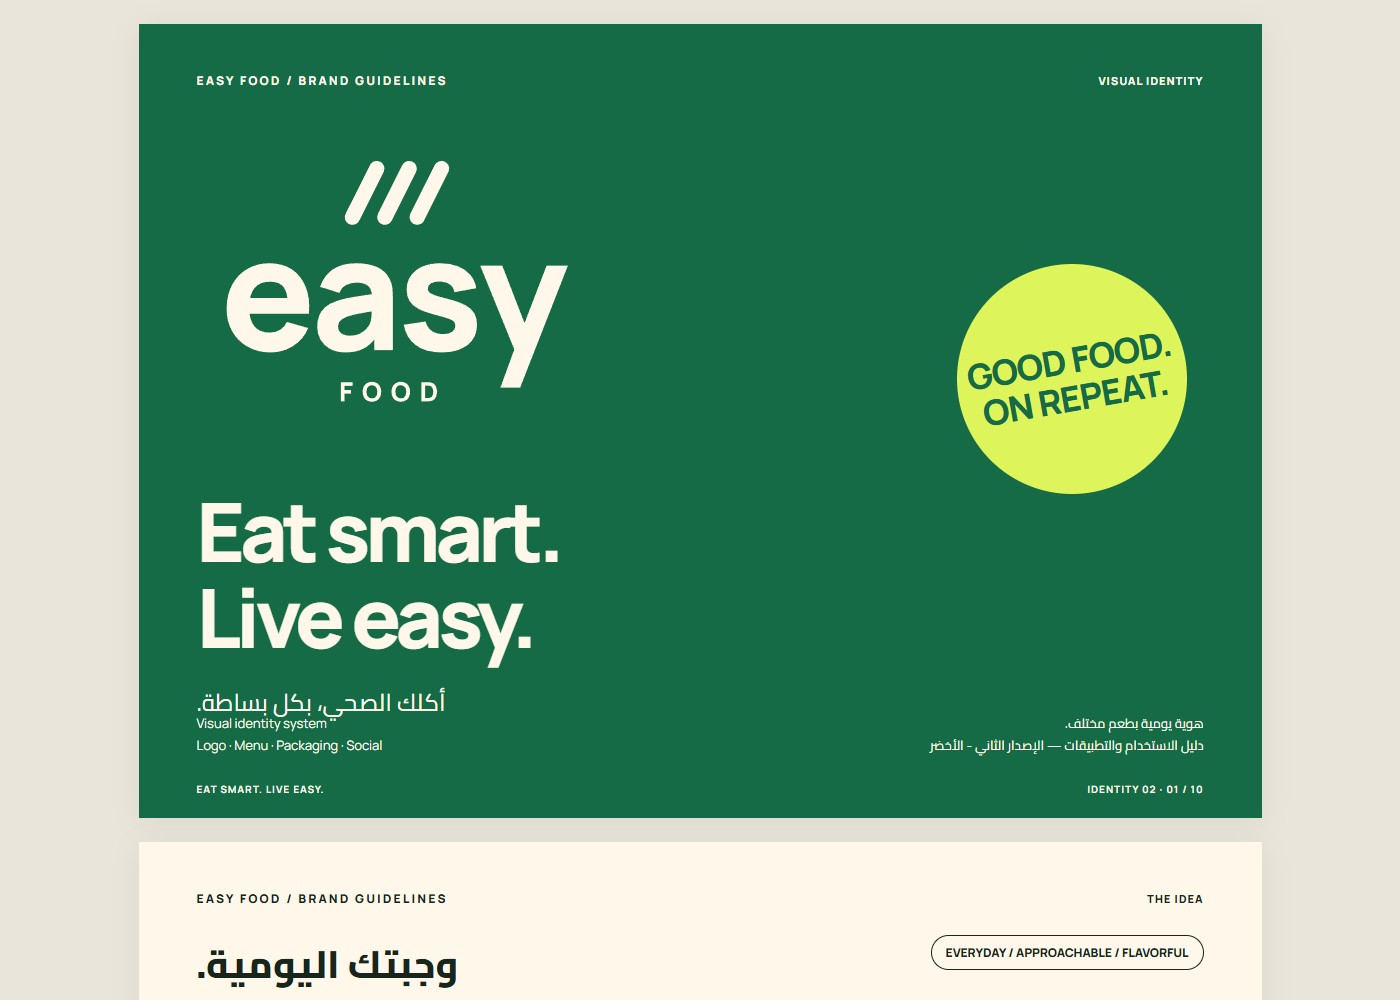 EASY FOOD / BRAND GUIDELINES
VISUAL IDENTITY
easy
FOOD
GOOD FOOD.
ON REPEAT.
Eat smart.
Live easy.
أكلك الصحي، بكل بساطة.
Visual identity system
Logo · Menu · Packaging · Social
هوية يومية بطعم مختلف.
دليل الاستخدام والتطبيقات — الإصدار الثاني - الأخضر
EAT SMART. LIVE EASY.
IDENTITY 02 · 01 / 10
EASY FOOD / BRAND GUIDELINES
THE IDEA
وجبتك اليومية.
EVERYDAY / APPROACHABLE / FLAVORFUL